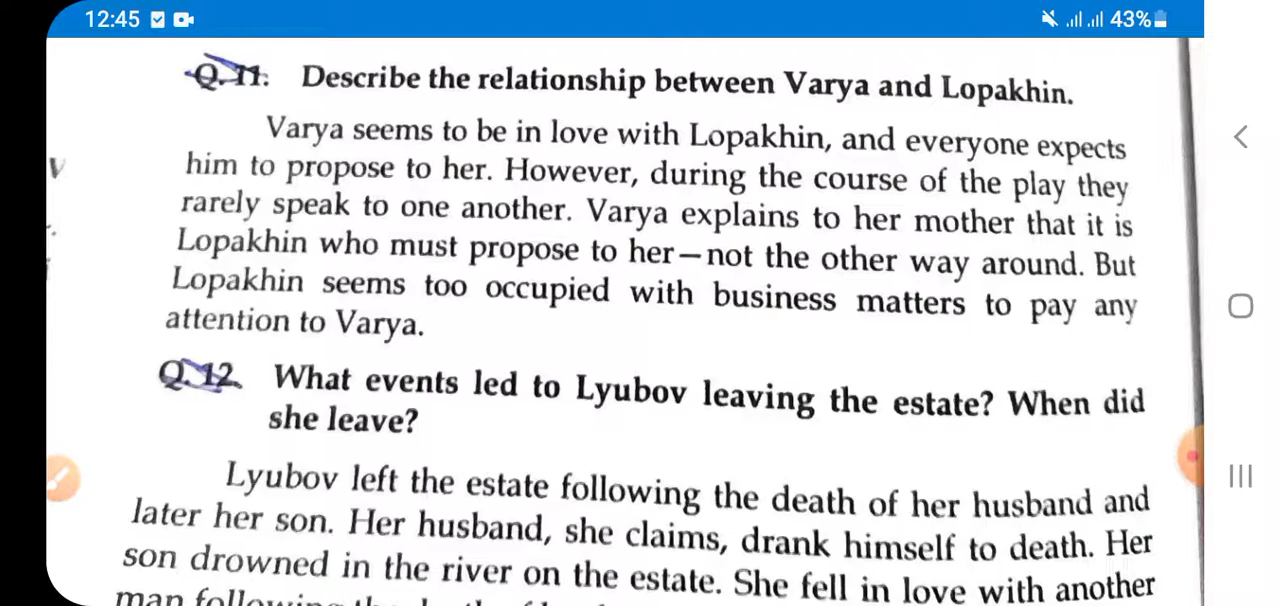 12:45
43%
Q.11. Describe the relationship between Varya and Lopakhin.
Varya seems to be in love with Lopakhin, and everyone expects
him to propose to her. However, during the course of the play they
rarely speak to one another. Varya explains to her mother that it is
Lopakhin who must propose to her—not the other way around. But
Lopakhin seems too occupied with business matters to pay any
attention to Varya.
Q.12. What events led to Lyubov leaving the estate? When did
she leave?
Lyubov left the estate following the death of her husband and
later her son. Her husband, she claims, drank himself to death. Her
son drowned in the river on the estate. She fell in love with another
man following the death of